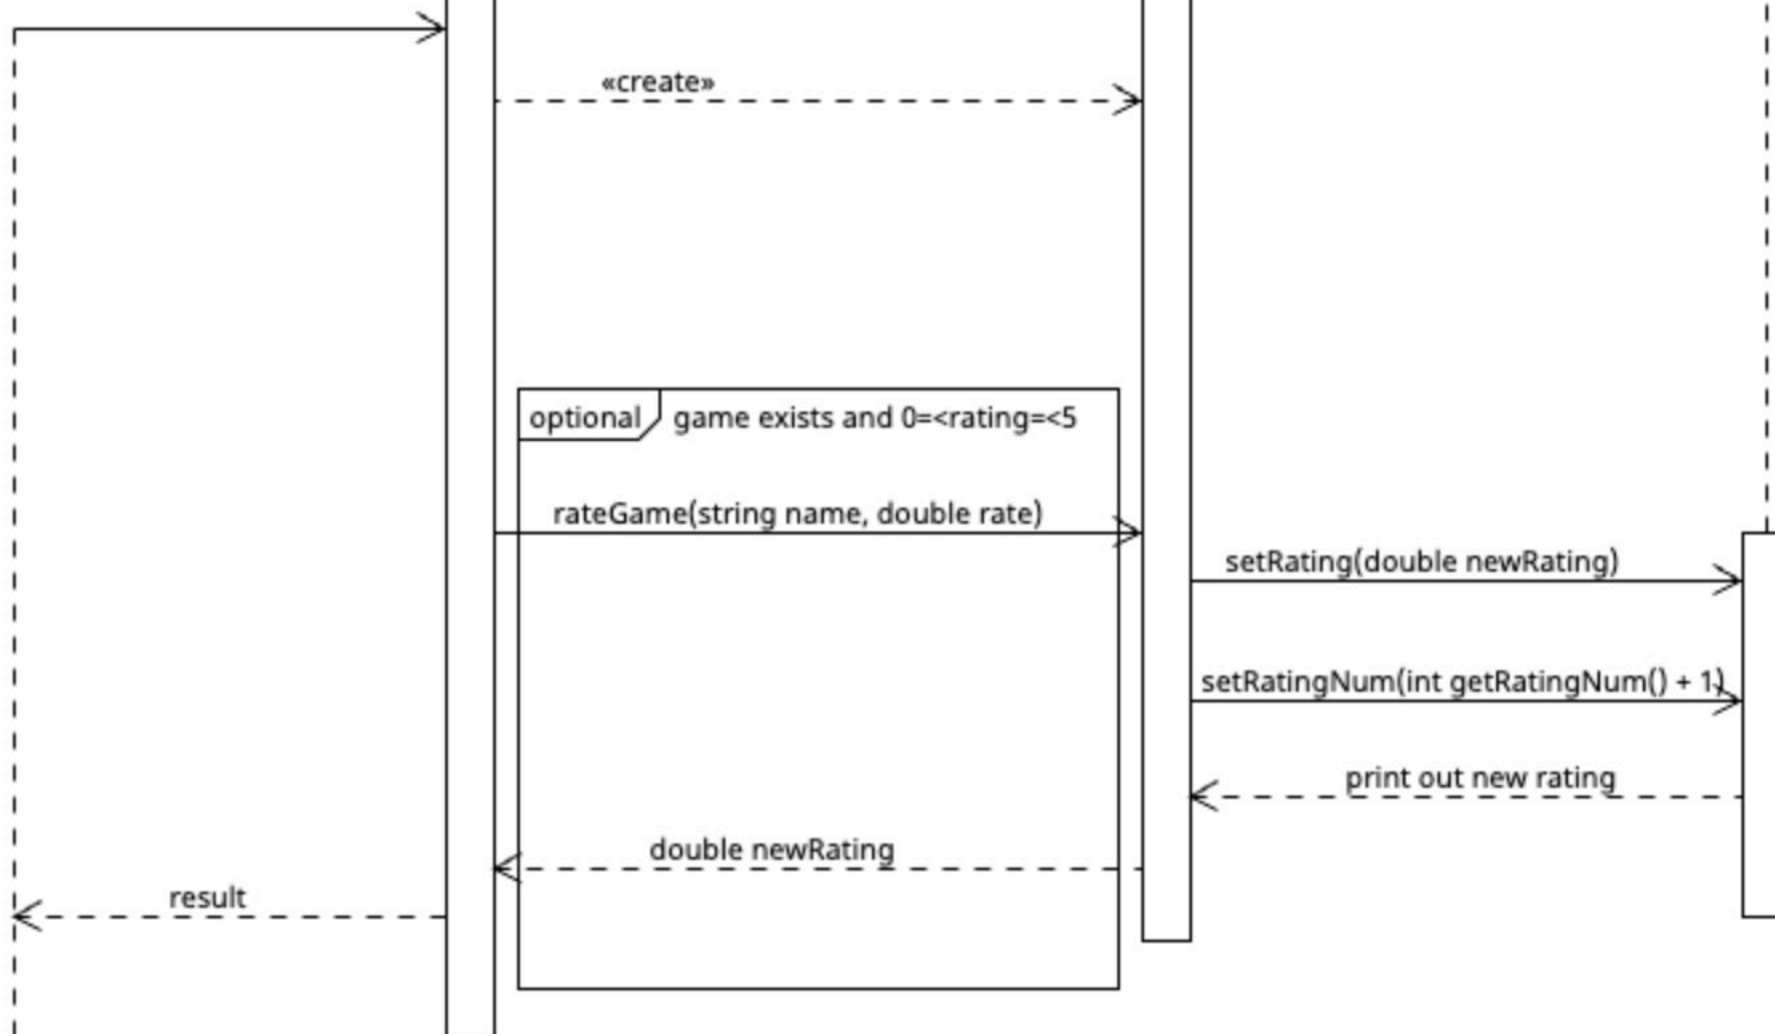 «create»
optional
game exists and 0=<rating=<5
rateGame(string name, double rate)
setRating(double newRating)
setRatingNum(int getRatingNum() + 1)
print out new rating
double newRating
result